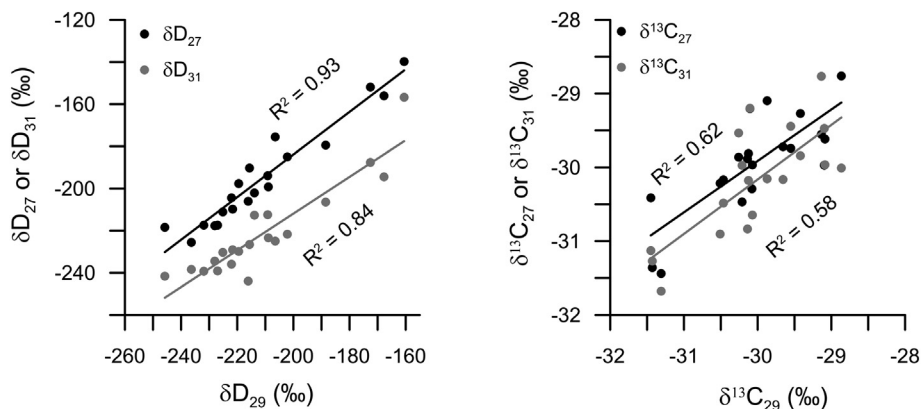 -120
-160
-200
-240
δD₂₇ or δD₃₁ (‰)
δD₂₇
δD₃₁
R² = 0.93
R² = 0.84
-260 -240 -220 -200 -180 -160
δD₂₉ (‰)
-28
-29
-30
-31
-32
δ¹³C₂₇ or δ¹³C₃₁ (‰)
δ¹³C₂₇
δ¹³C₃₁
R² = 0.62
R² = 0.58
-32 -31 -30 -29 -28
δ¹³C₂₉ (‰)